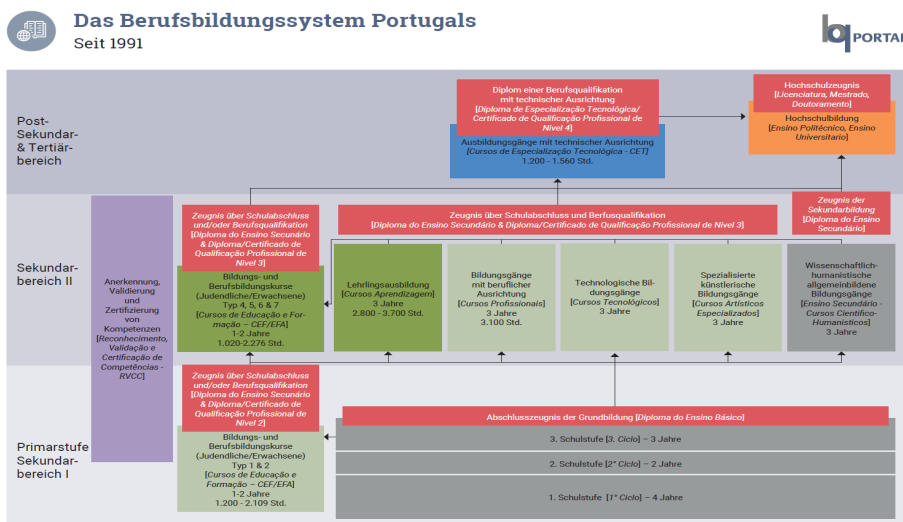 Das Berufsbildungssystem Portugals
Seit 1991
bq PORTAL
Post-
Sekundar-
& Tertiär-
bereich
Diplom einer Berufsqualifikation
mit technischer Ausrichtung
[Diploma de Especialização Tecnológica/
Certificado de Qualificação Profissional de
Nivel 4]
Ausbildungsgänge mit technischer Ausrichtung
[Cursos de Especialização Tecnológica - CET]
1.200 - 1.560 Std.
Hochschulzeugnis
[Licenciatura, Mestrado,
Doutoramento]
Hochschulbildung
[Ensino Politécnico, Ensino
Universitario]
Sekundar-
bereich II
Anerkennung,
Validierung
und
Zertifizierung
von
Kompetenzen
[Reconhecimento,
Validação e
Certificação de
Competências -
RVCC]
Zeugnis über Schulabschluss
und/oder Berufsqualifikation
[Diploma do Ensino Secunário
& Diploma/Certificado de
Qualificação Profissional de
Nivel 3]
Bildungs- und
Berufsbildungskurse
(Judendliche/Erwachsene)
Typ 4, 5, 6 & 7
[Cursos de Educação e For-
mação – CEF/EFA]
1-2 Jahre
1.020-2.276 Std.
Zeugnis über Schulabschluss und Berfusqualifikation
[Diploma do Ensino Secundário & Diploma/Certificado de Qualificação Profissional de Nivel 3]
Lehrlingsausbildung
[Cursos Aprendizagem]
3 Jahre
2.800 - 3.700 Std.
Bildungsgänge
mit beruflicher
Ausrichtung
[Cursos Profissionais]
3 Jahre
3.100 Std.
Technologische Bil-
dungsgänge
[Cursos Tecnológicos]
3 Jahre
Spezialisierte
künstlerische
Bildungsgänge
[Cursos Artísticos
Especializados]
3 Jahre
Zeugnis der
Sekundarbildung
[Diploma do Ensino
Secundário]
Wissenschaftlich-
humanistische
allgemeinbildene
Bildungsgänge
[Ensino Secundário -
Cursos Cientifico-
Humanisticos]
3 Jahre
Primarstufe
Sekundar-
bereich I
Zeugnis über Schulabschluss
und/oder Berufsqualifikation
[Diploma do Ensino Secunário
& Diploma/Certificado de
Qualificação Profissional de
Nivel 2]
Bildungs- und
Berufsbildungskurse
(Judendliche/Erwachsene)
Typ 1 & 2
[Cursos de Educação e
Formação – CEF/EFA]
1-2 Jahre
1.200 - 2.109 Std.
Abschlusszeugnis der Grundbildung [Diploma do Ensino Básico]
3. Schulstufe [3. Ciclo] – 3 Jahre
2. Schulstufe [2° Ciclo] – 2 Jahre
1. Schulstufe [1° Ciclo] – 4 Jahre